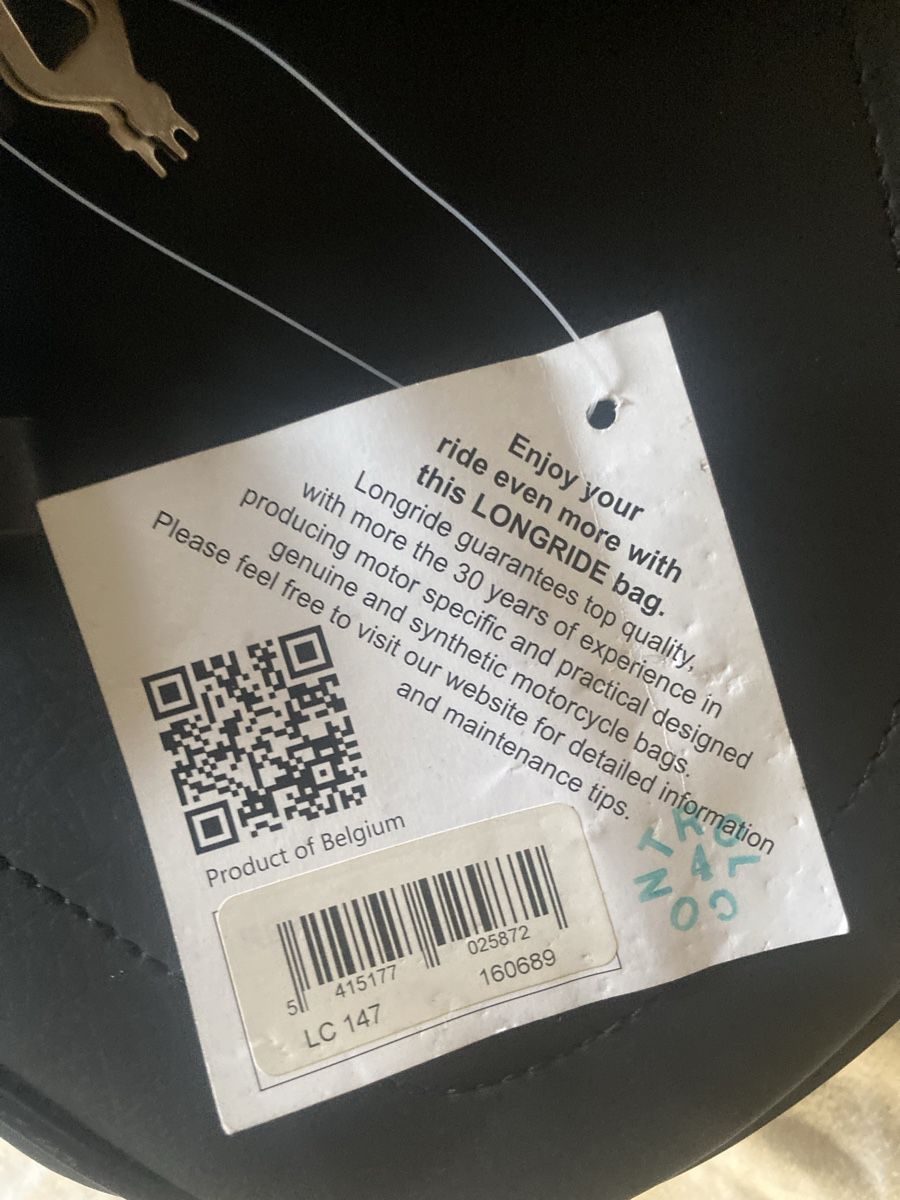 Enjoy your
ride even more with
this LONGRIDE bag.
Longride guarantees top quality,
with more the 30 years of experience in
producing motor specific and practical designed
genuine and synthetic motorcycle bags.
Please feel free to visit our website for detailed information
and maintenance tips.
Product of Belgium
CONTROL
4
5 415177 025872
LC 147 160689